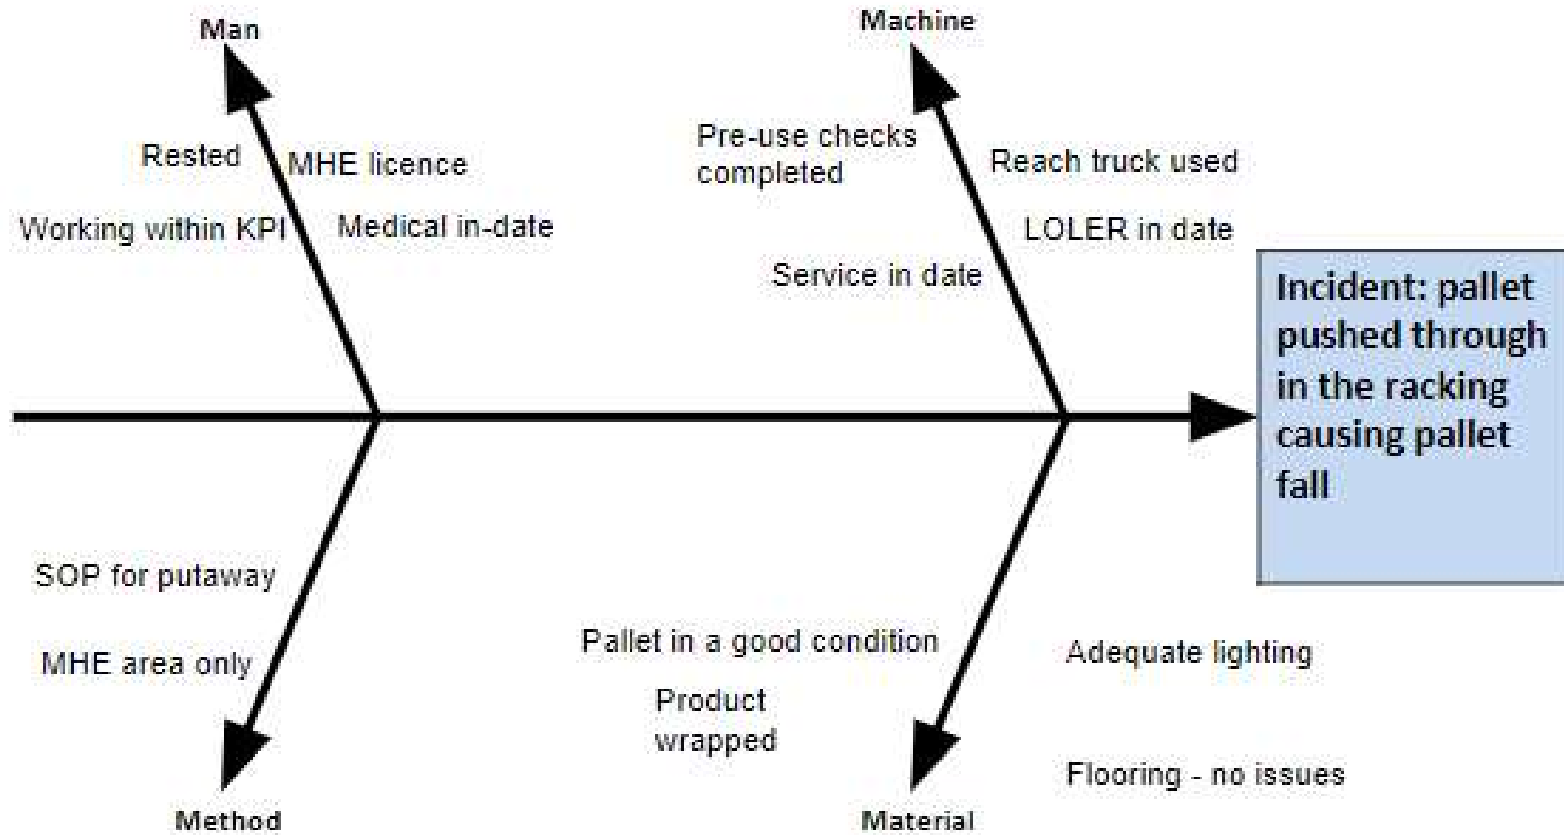 Man
Machine
Rested
MHE licence
Working within KPI
Medical in-date
Pre-use checks
completed
Reach truck used
LOLER in date
Service in date
Incident: pallet
pushed through
in the racking
causing pallet
fall
SOP for putaway
MHE area only
Pallet in a good condition
Product
wrapped
Adequate lighting
Flooring - no issues
Method
Material